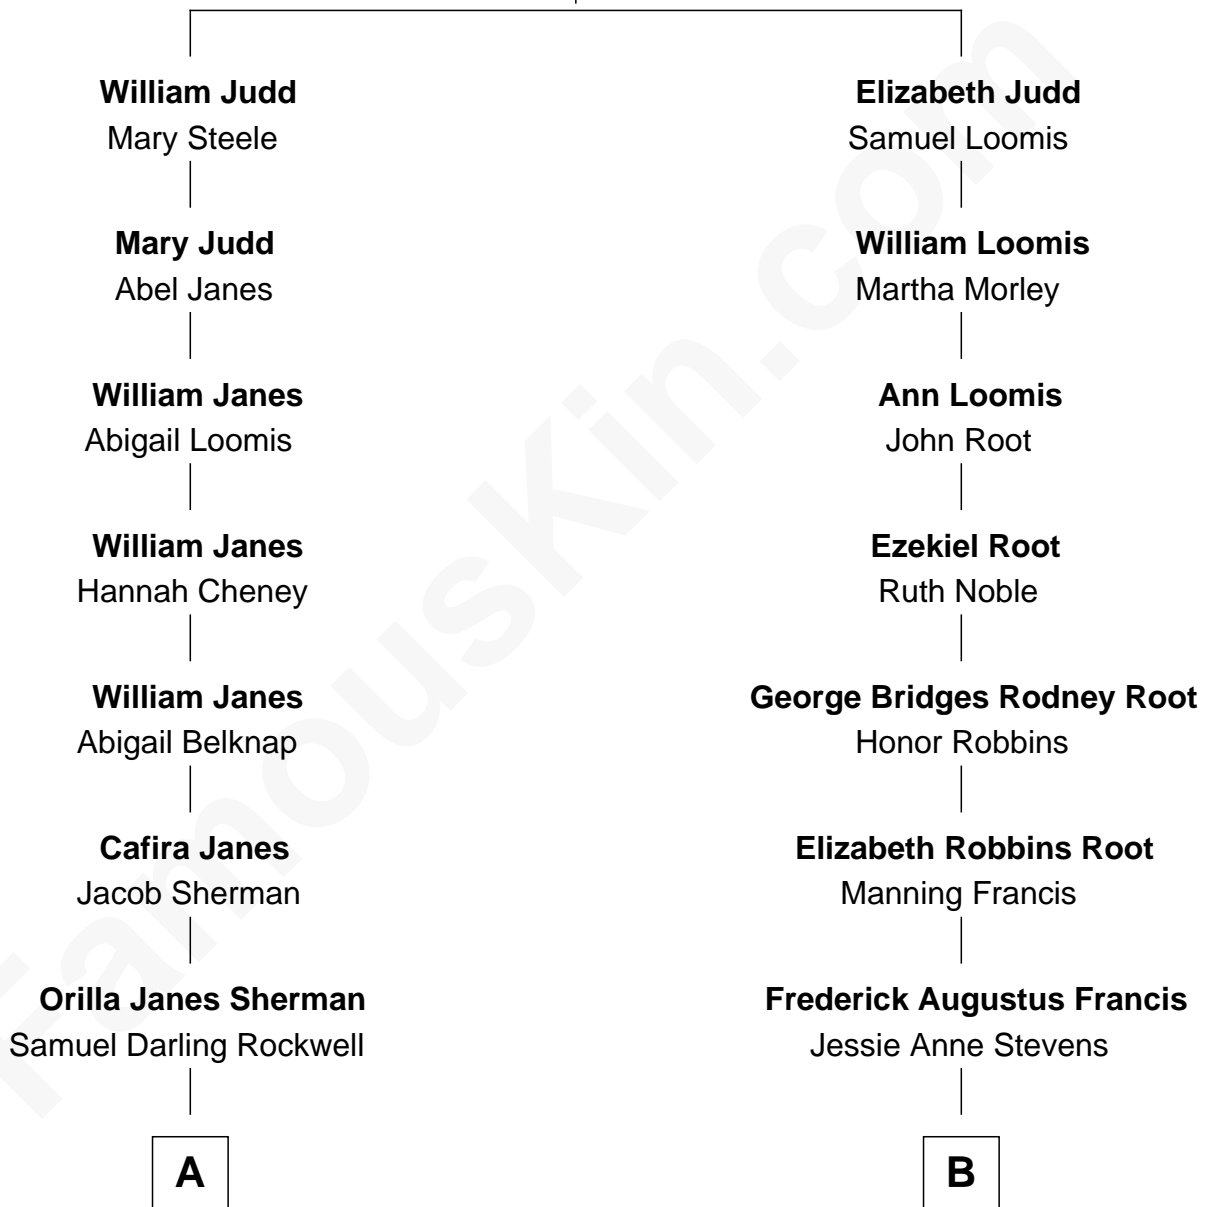 William Judd
Mary Steele
Mary Judd
Abel Janes
William Janes
Abigail Loomis
William Janes
Hannah Cheney
William Janes
Abigail Belknap
Cafira Janes
Jacob Sherman
Orilla Janes Sherman
Samuel Darling Rockwell
A
Elizabeth Judd
Samuel Loomis
William Loomis
Martha Morley
Ann Loomis
John Root
Ezekiel Root
Ruth Noble
George Bridges Rodney Root
Honor Robbins
Elizabeth Robbins Root
Manning Francis
Frederick Augustus Francis
Jessie Anne Stevens
B
FamousKin.com